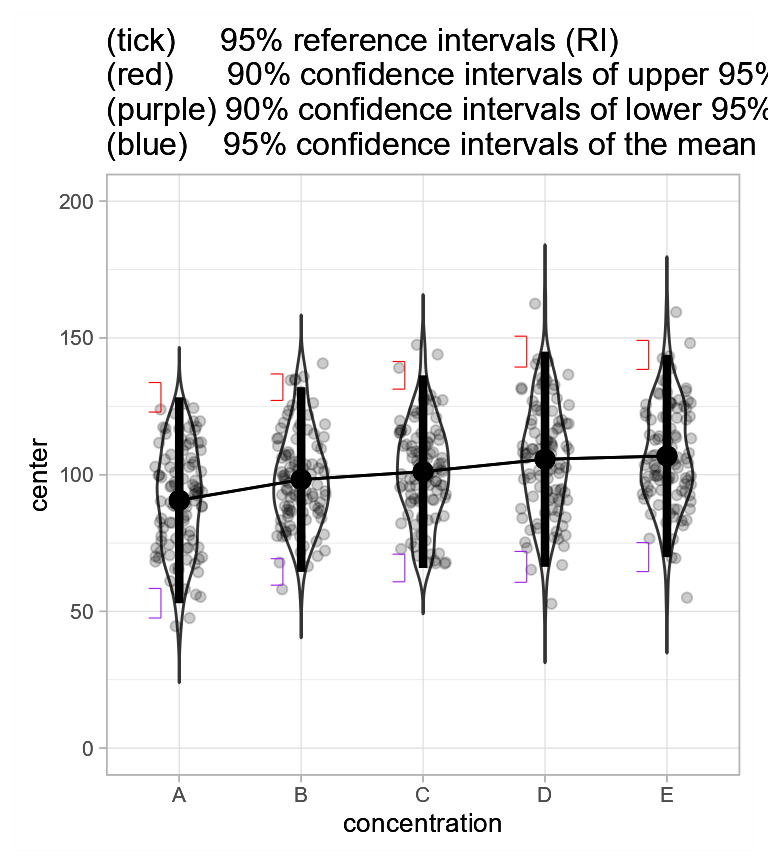 (tick) 95% reference intervals (RI)
(red) 90% confidence intervals of upper 95%
(purple) 90% confidence intervals of lower 95%
(blue) 95% confidence intervals of the mean
200
150
100
50
0
center
A B C D E
concentration